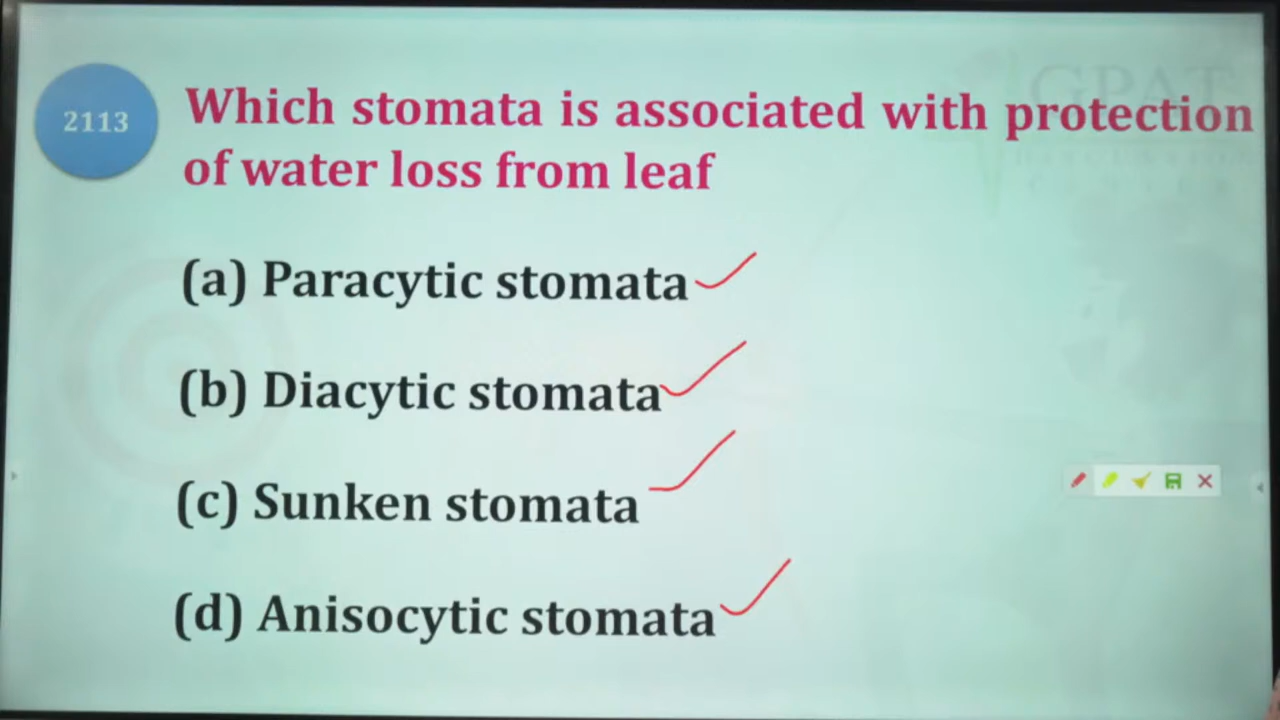 GPAT
2113
Which stomata is associated with protection
of water loss from leaf
(a) Paracytic stomata
(b) Diacytic stomata
(c) Sunken stomata
(d) Anisocytic stomata